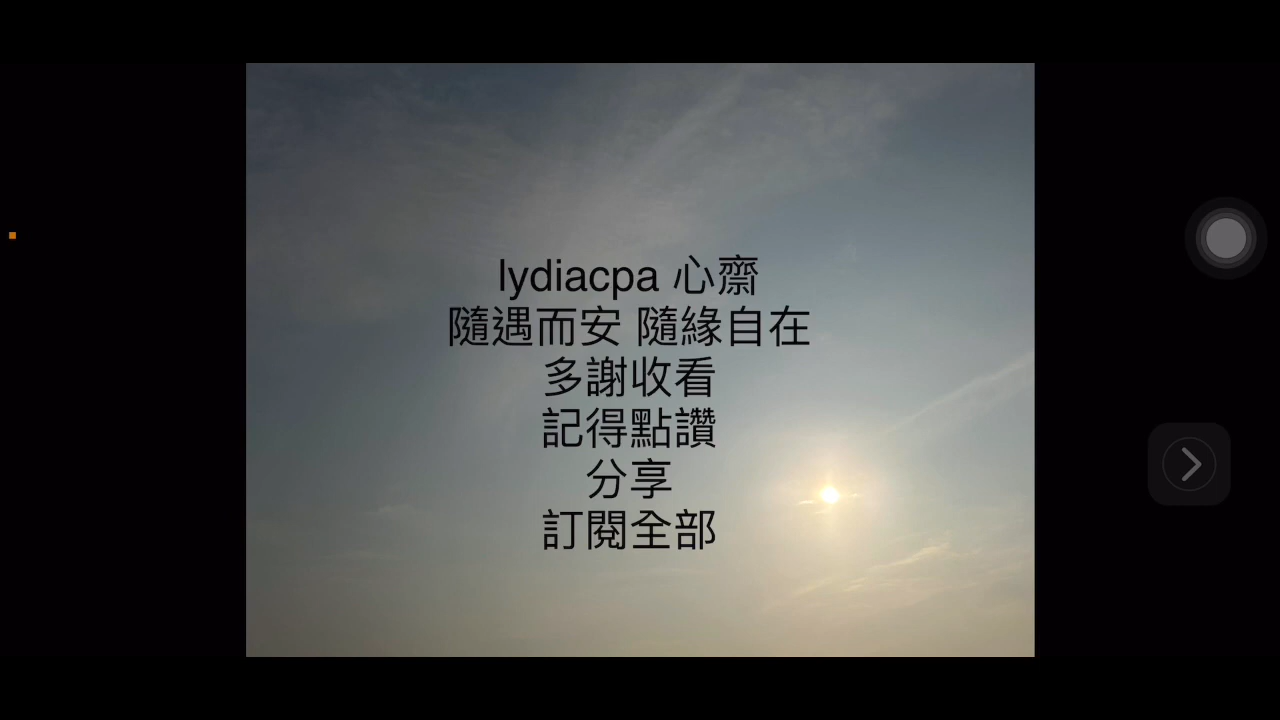 lydiacpa 心齋
隨遇而安 隨緣自在
多謝收看
記得點讚
分享
訂閱全部